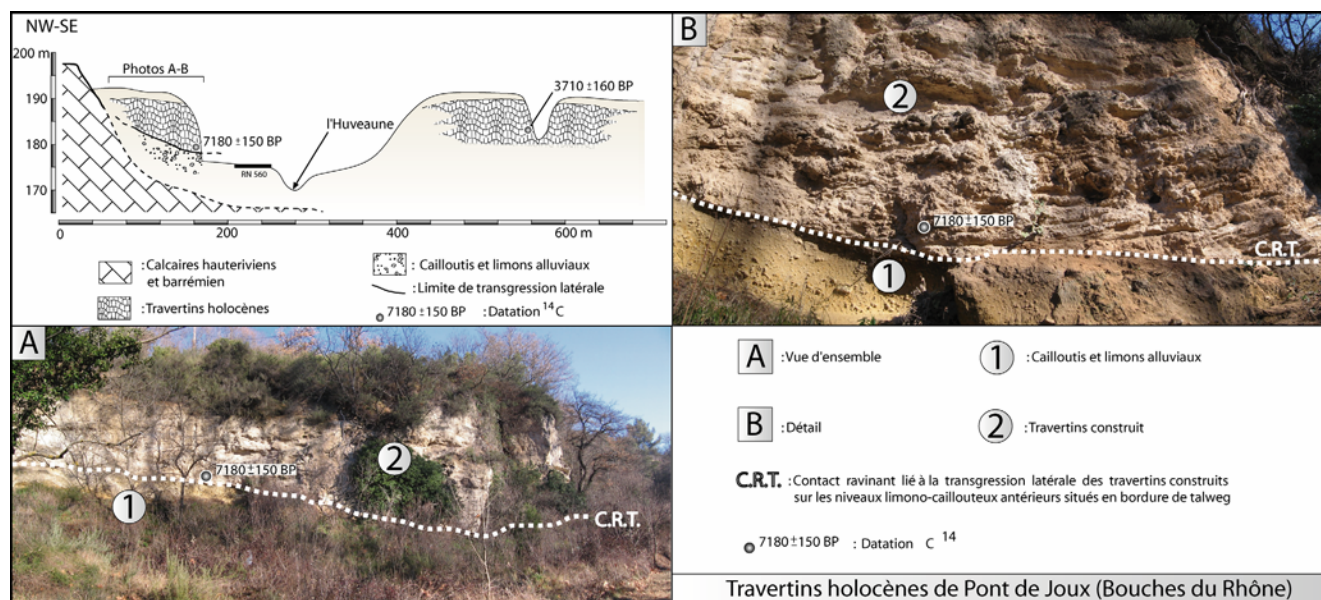 NW-SE
200 m
190
180
170
Photos A-B
7180 ±150 BP
RN 560
l'Huveaune
3710 ±160 BP
0
200
400
600 m
: Calcaires hauteriviens
et barrémien
: Travertins holocènes
: Cailloutis et limons alluviaux
: Limite de transgression latérale
7180 ±150 BP : Datation 14C
B
2
7180 ±150 BP
1
C.R.T.
A
2
7180 ±150 BP
1
C.R.T.
A :Vue d'ensemble
1 : Cailloutis et limons alluviaux
B : Détail
2 : Travertins construit
C.R.T. : Contact ravinant lié à la transgression latérale des travertins construits
sur les niveaux limono-caillouteux antérieurs situés en bordure de talweg
7180 ±150 BP : Datation C 14
Travertins holocènes de Pont de Joux (Bouches du Rhône)